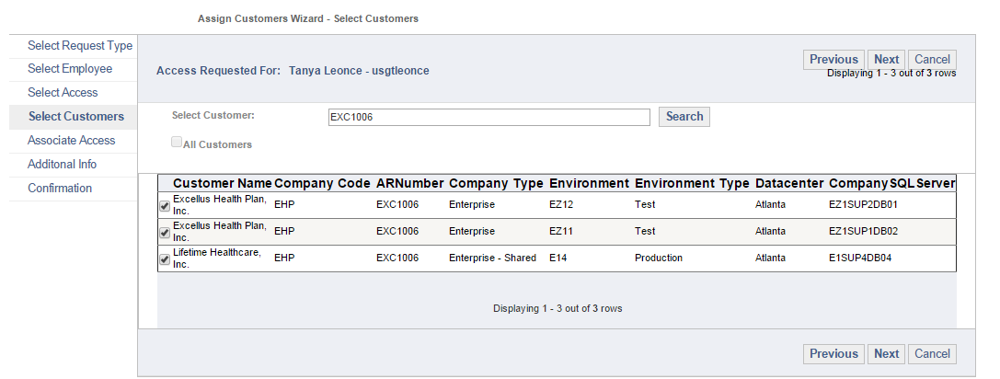 Assign Customers Wizard - Select Customers
Select Request Type
Select Employee
Select Access
Select Customers
Associate Access
Additonal Info
Confirmation
Access Requested For: Tanya Leonce - usgtleonce
Previous Next Cancel
Displaying 1 - 3 out of 3 rows
Select Customer: EXC1006 Search
All Customers
Customer Name Company Code ARNumber Company Type Environment Environment Type Datacenter CompanySQLServer
Excellus Health Plan,
Inc. EHP EXC1006 Enterprise EZ12 Test Atlanta EZ1SUP2DB01
Excellus Health Plan,
Inc. EHP EXC1006 Enterprise EZ11 Test Atlanta EZ1SUP1DB02
Lifetime Healthcare,
Inc. EHP EXC1006 Enterprise - Shared E14 Production Atlanta E1SUP4DB04
Displaying 1 - 3 out of 3 rows
Previous Next Cancel